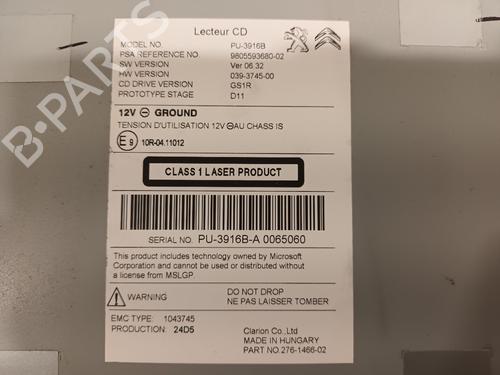 Lecteur CD
MODEL NO. PU-3916B
PSA REFERENCE NO. 9805593680-02
SW VERSION Ver 06.32
HW VERSION 039-3745-00
CD DRIVE VERSION GS1R
PROTOTYPE STAGE D11
12V ⊖ GROUND
TENSION D'UTILISATION 12V ⊖AU CHASSIS
E9 10R-04.11012
CLASS 1 LASER PRODUCT
SERIAL NO. PU-3916B-A 0065060
This product includes technology owned by Microsoft
Corporation and cannot be used or distributed without
a license from MSLGP.
WARNING DO NOT DROP
NE PAS LAISSER TOMBER
EMC TYPE: 1043745
PRODUCTION: 24D5
Clarion Co.,Ltd
MADE IN HUNGARY
PART NO.276-1466-02